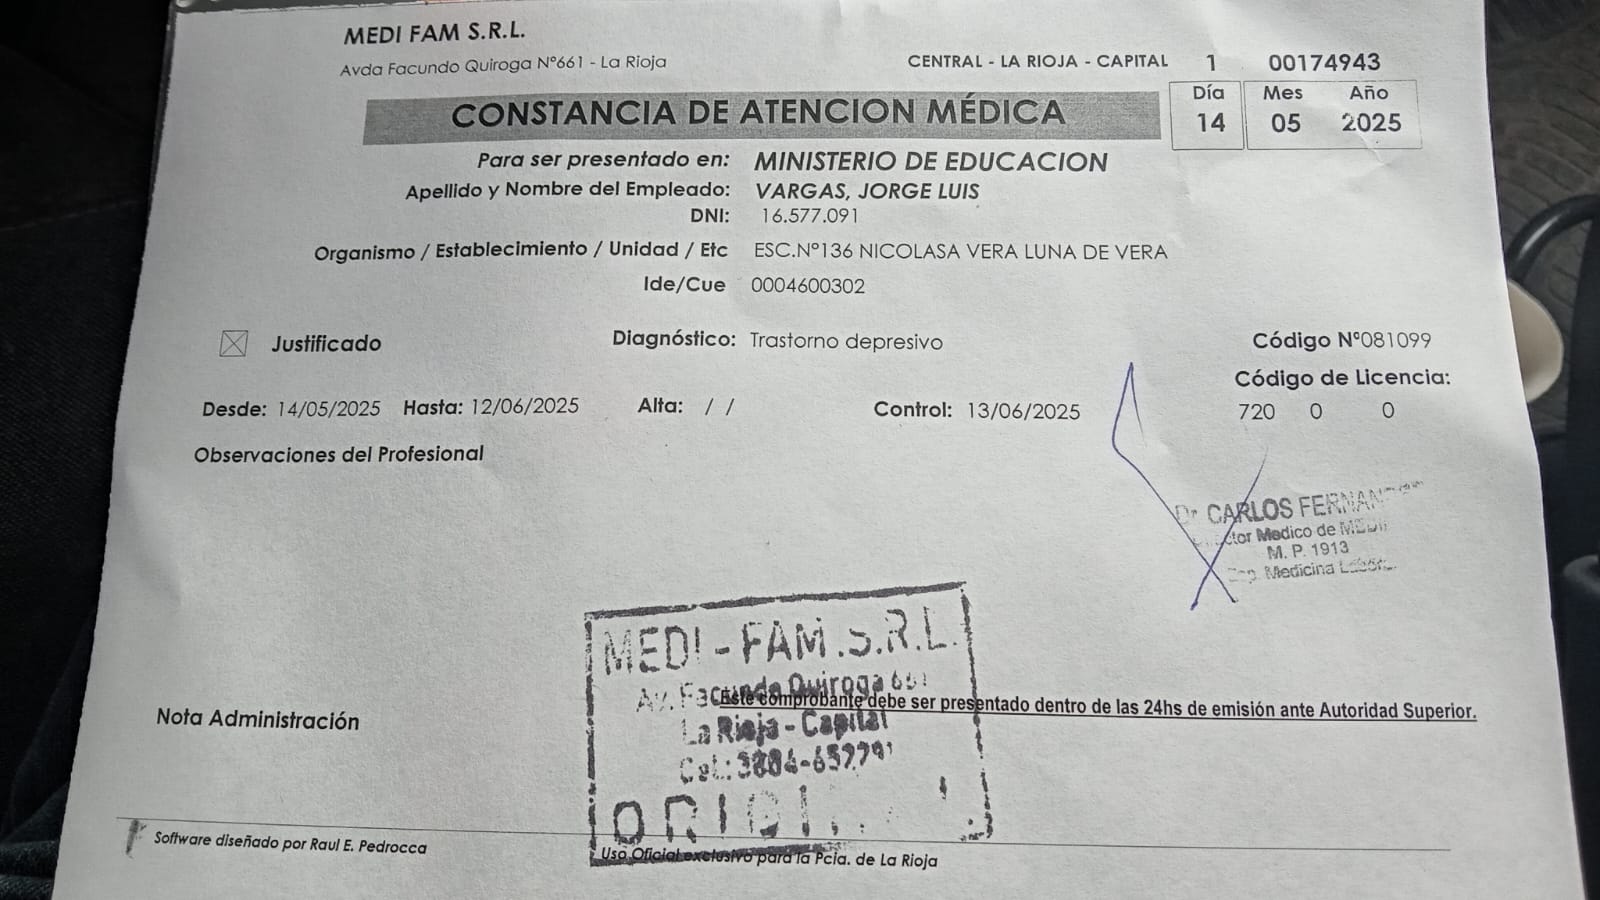 MEDI FAM S.R.L.
Avda Facundo Quiroga Nº661 - La Rioja
CENTRAL - LA RIOJA - CAPITAL 1 00174943
CONSTANCIA DE ATENCION MÉDICA
Día Mes Año
14 05 2025
Para ser presentado en: MINISTERIO DE EDUCACION
Apellido y Nombre del Empleado: VARGAS, JORGE LUIS
DNI: 16.577.091
Organismo / Establecimiento / Unidad / Etc ESC.Nº136 NICOLASA VERA LUNA DE VERA
Ide/Cue 0004600302
Justificado Diagnóstico: Trastorno depresivo Código Nº081099
Código de Licencia:
720 0 0
Desde: 14/05/2025 Hasta: 12/06/2025 Alta: / / Control: 13/06/2025
Observaciones del Profesional
Dr CARLOS
Medico de
M. P. 1913
Medicina
MEDI - FAM.S.R.L.
Av. Facundo Quiroga 661
La Rioja - Capital
Este comprobante debe ser presentado dentro de las 24hs de emisión ante Autoridad Superior.
Nota Administración
Software diseñado por Raul E. Pedrocca
Uso Oficial exclusivo para la Pcia. de La Rioja